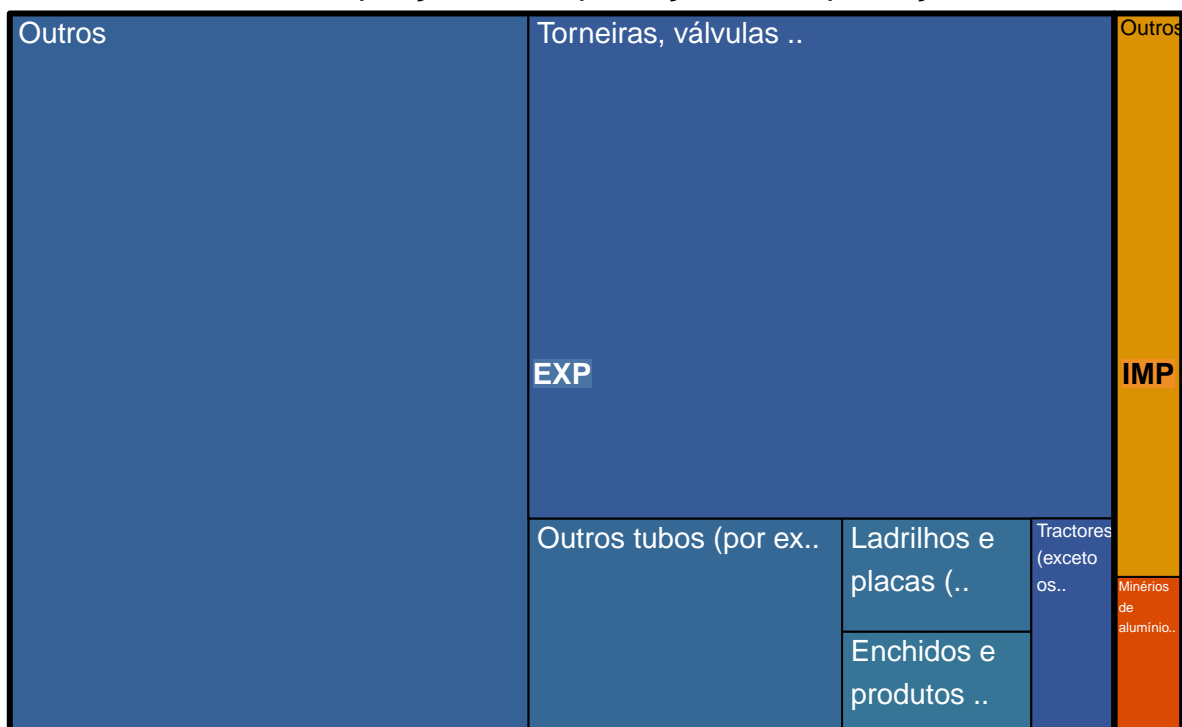 Outros
Torneiras, válvulas ..
Outros
EXP
IMP
Outros tubos (por ex..
Ladrilhos e
placas (..
Tractores
(exceto
os..
Enchidos e
produtos ..
Minérios
de
alumínio..